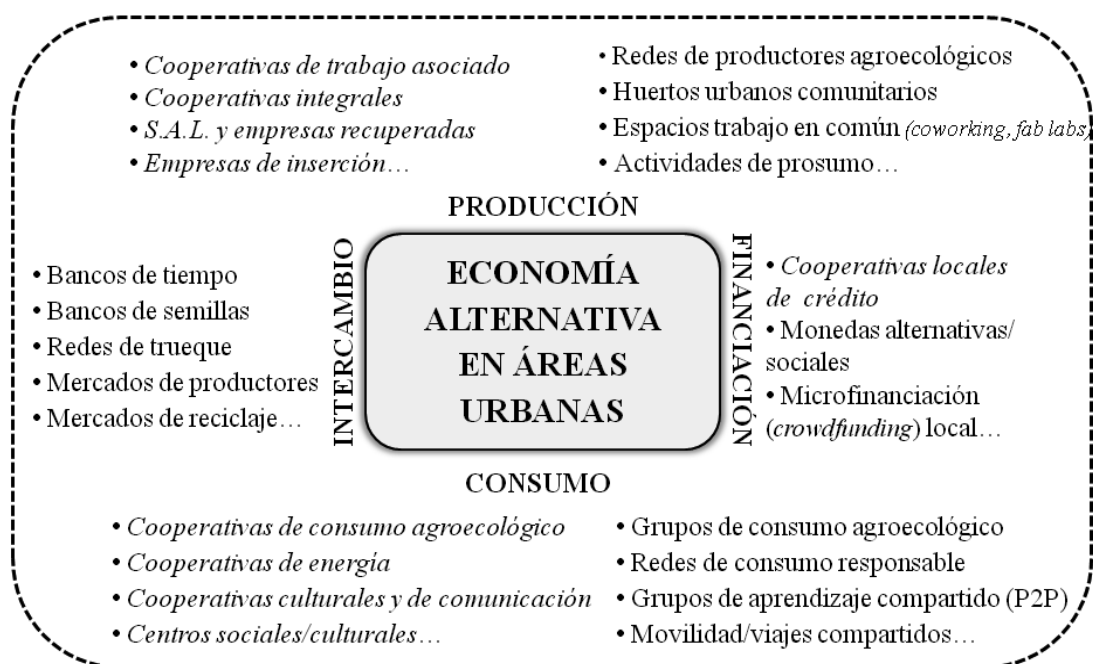 • Cooperativas de trabajo asociado
• Cooperativas integrales
• S.A.L. y empresas recuperadas
• Empresas de inserción…
• Redes de productores agroecológicos
• Huertos urbanos comunitarios
• Espacios trabajo en común (coworking, fab labs)
• Actividades de prosumo…
PRODUCCIÓN
• Bancos de tiempo
• Bancos de semillas
• Redes de trueque
• Mercados de productores
• Mercados de reciclaje…
INTERCAMBIO
ECONOMÍA
ALTERNATIVA
EN ÁREAS
URBANAS
FINANCIACIÓN
• Cooperativas locales
de crédito
• Monedas alternativas/
sociales
• Microfinanciación
(crowdfunding) local…
CONSUMO
• Cooperativas de consumo agroecológico
• Cooperativas de energía
• Cooperativas culturales y de comunicación
• Centros sociales/culturales…
• Grupos de consumo agroecológico
• Redes de consumo responsable
• Grupos de aprendizaje compartido (P2P)
• Movilidad/viajes compartidos…